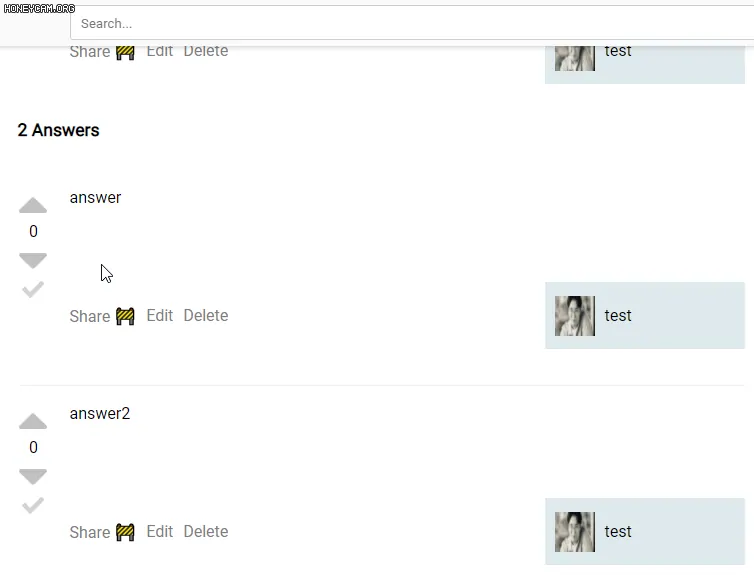 HONEYCAM.ORG
Search...
Share Edit Delete
test
2 Answers
answer
0
Share Edit Delete
test
answer2
0
Share Edit Delete
test